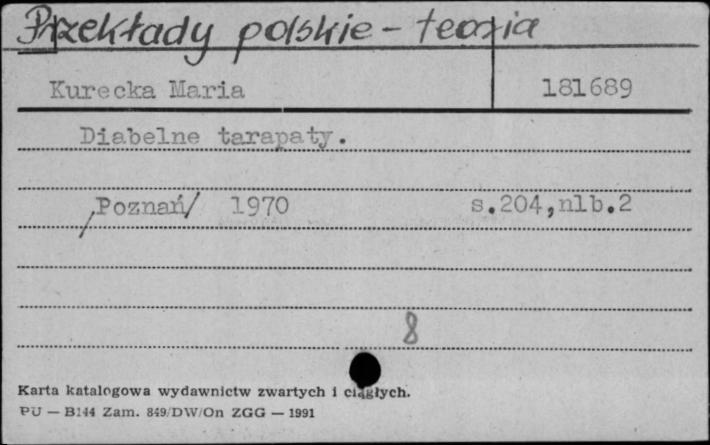 Przekłady polskie - teoria
Kurecka Maria 181689
Diabelne tarapaty.
/Poznań/ 1970 s.204,nlb.2
8
Karta katalogowa wydawnictw zwartych i ciągłych.
PU — B144 Zam. 849/DW/On ZGG — 1991